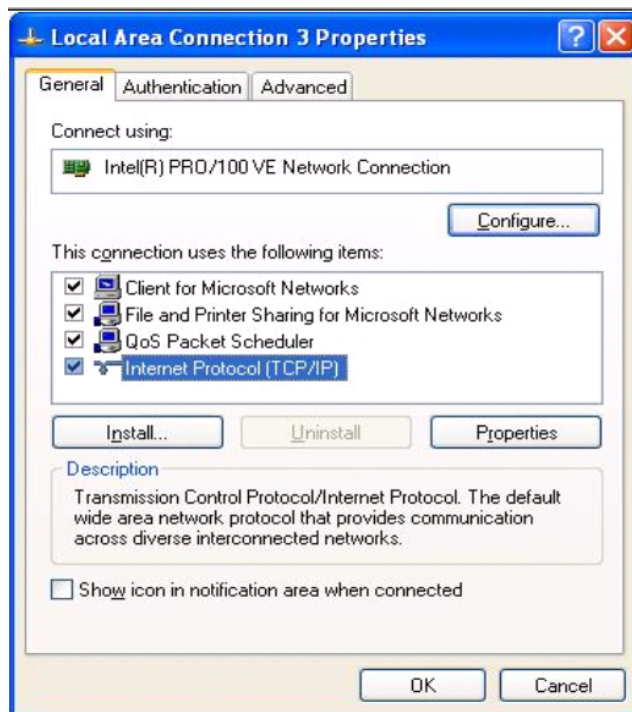 Local Area Connection 3 Properties
?
General
Authentication
Advanced
Connect using:
Intel(R) PRO/100 VE Network Connection
Configure...
This connection uses the following items:
Client for Microsoft Networks
File and Printer Sharing for Microsoft Networks
QoS Packet Scheduler
Internet Protocol (TCP/IP)
Install...
Uninstall
Properties
Description
Transmission Control Protocol/Internet Protocol. The default
wide area network protocol that provides communication
across diverse interconnected networks.
Show icon in notification area when connected
OK
Cancel